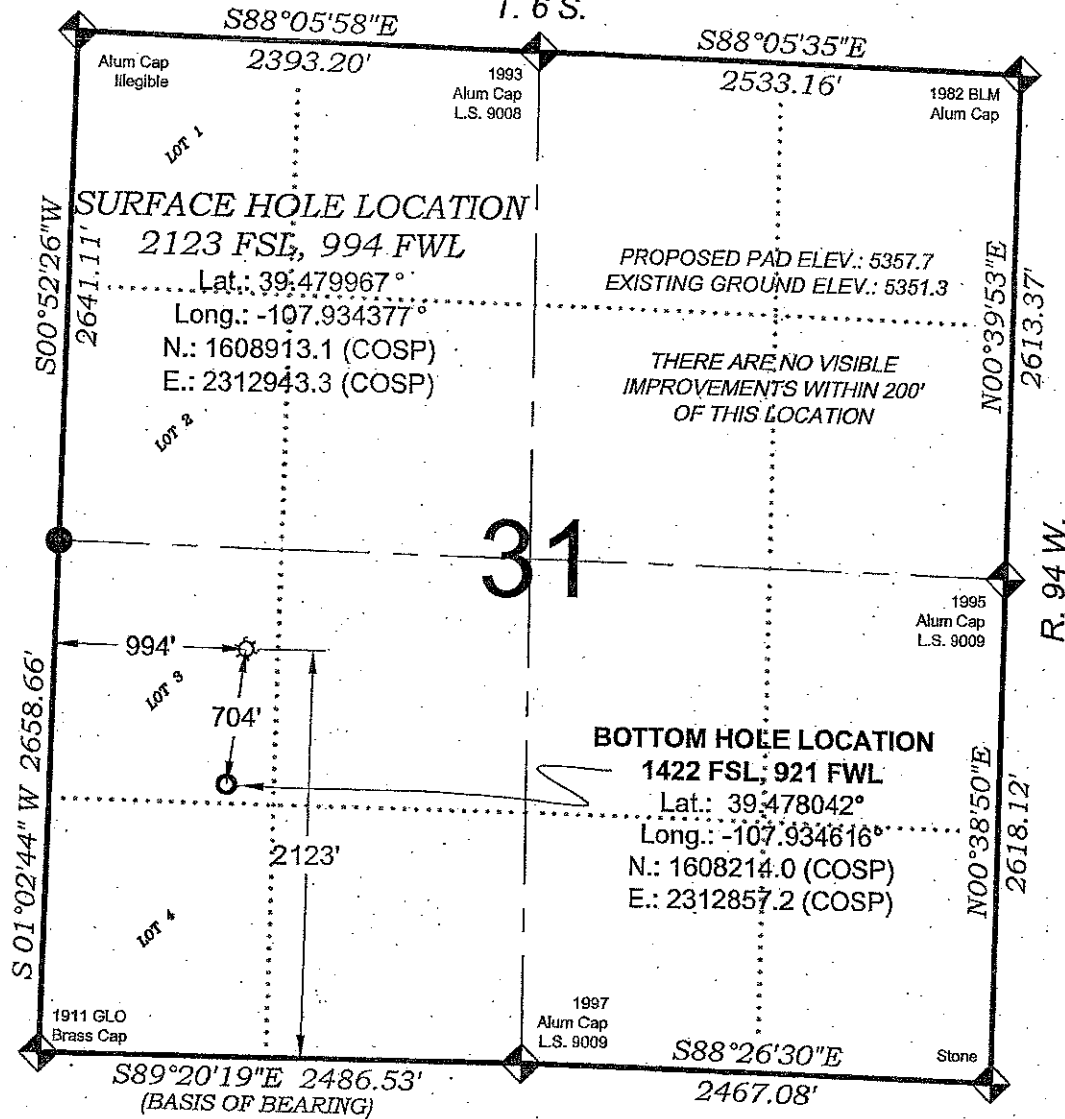 T. 6 S.
S88°05'58"E
2393.20'
S88°05'35"E
2533.16'
Alum Cap
Illegible
1993
Alum Cap
L.S. 9008
1982 BLM
Alum Cap
LOT 1
SURFACE HOLE LOCATION
2123 FSL, 994 FWL
Lat.: 39.479967°
Long.: -107.934377°
N.: 1608913.1 (COSP)
E.: 2312943.3 (COSP)
S00°52'26"W
2641.11'
PROPOSED PAD ELEV.: 5357.7
EXISTING GROUND ELEV.: 5351.3
THERE ARE NO VISIBLE
IMPROVEMENTS WITHIN 200'
OF THIS LOCATION
N00°39'53"E
2613.37'
LOT 2
31
R. 94 W.
1995
Alum Cap
L.S. 9009
994'
LOT 3
704'
S 01°02'44" W 2658.66'
BOTTOM HOLE LOCATION
1422 FSL, 921 FWL
Lat.: 39.478042°
Long.: -107.934616°
N.: 1608214.0 (COSP)
E.: 2312857.2 (COSP)
N00°38'50"E
2618.12'
2123'
LOT 4
1911 GLO
Brass Cap
1997
Alum Cap
L.S. 9009
Stone
S89°20'19"E 2486.53'
(BASIS OF BEARING)
S88°26'30"E
2467.08'